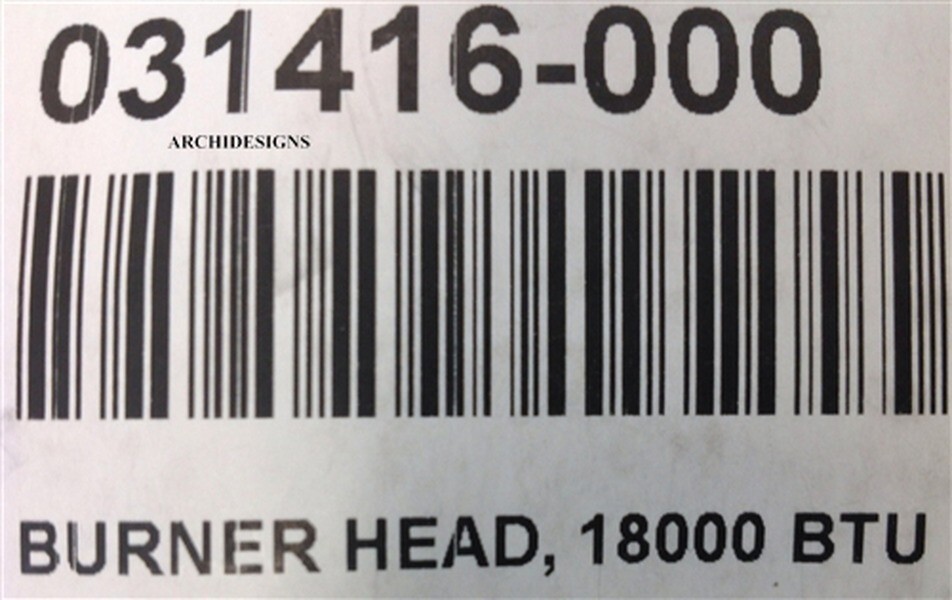 031416-000
ARCHIDESIGNS
BURNER HEAD, 18000 BTU